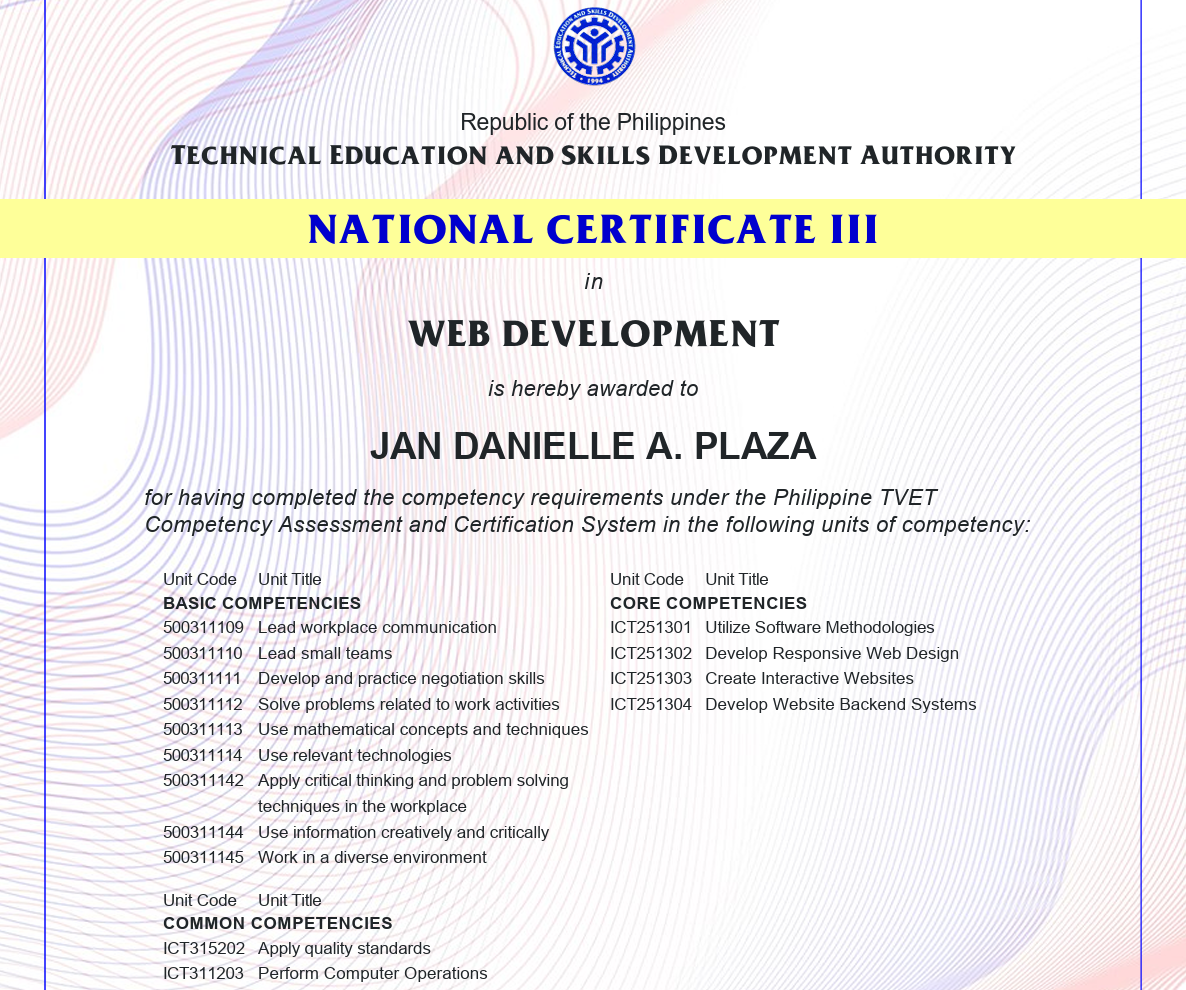 TECHNICAL EDUCATION AND SKILLS DEVELOPMENT AUTHORITY
• 1994 •
Republic of the Philippines
TECHNICAL EDUCATION AND SKILLS DEVELOPMENT AUTHORITY
NATIONAL CERTIFICATE III
in
WEB DEVELOPMENT
is hereby awarded to
JAN DANIELLE A. PLAZA
for having completed the competency requirements under the Philippine TVET
Competency Assessment and Certification System in the following units of competency:
Unit Code Unit Title
BASIC COMPETENCIES
500311109 Lead workplace communication
500311110 Lead small teams
500311111 Develop and practice negotiation skills
500311112 Solve problems related to work activities
500311113 Use mathematical concepts and techniques
500311114 Use relevant technologies
500311142 Apply critical thinking and problem solving
techniques in the workplace
500311144 Use information creatively and critically
500311145 Work in a diverse environment
Unit Code Unit Title
COMMON COMPETENCIES
ICT315202 Apply quality standards
ICT311203 Perform Computer Operations
Unit Code Unit Title
CORE COMPETENCIES
ICT251301 Utilize Software Methodologies
ICT251302 Develop Responsive Web Design
ICT251303 Create Interactive Websites
ICT251304 Develop Website Backend Systems